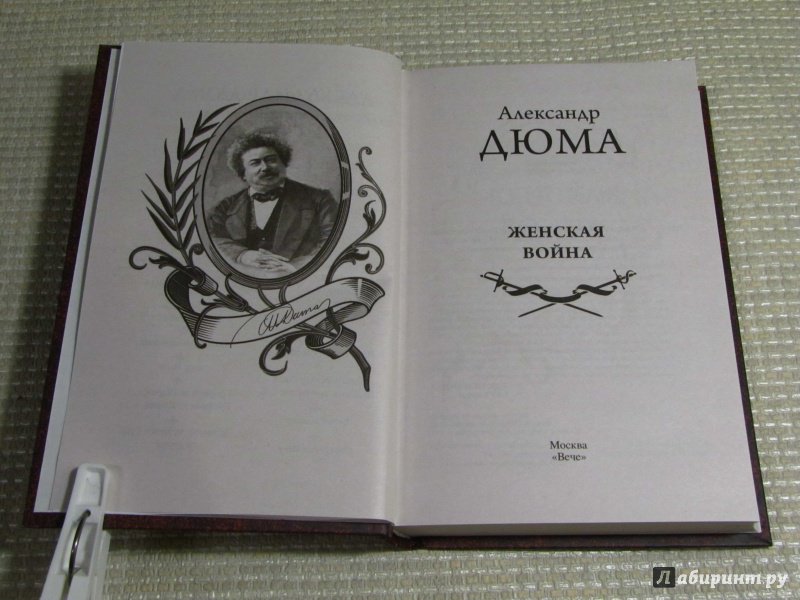 Александр
ДЮМА
ЖЕНСКАЯ
ВОЙНА
Москва
«Вече»
Лабиринт.ру